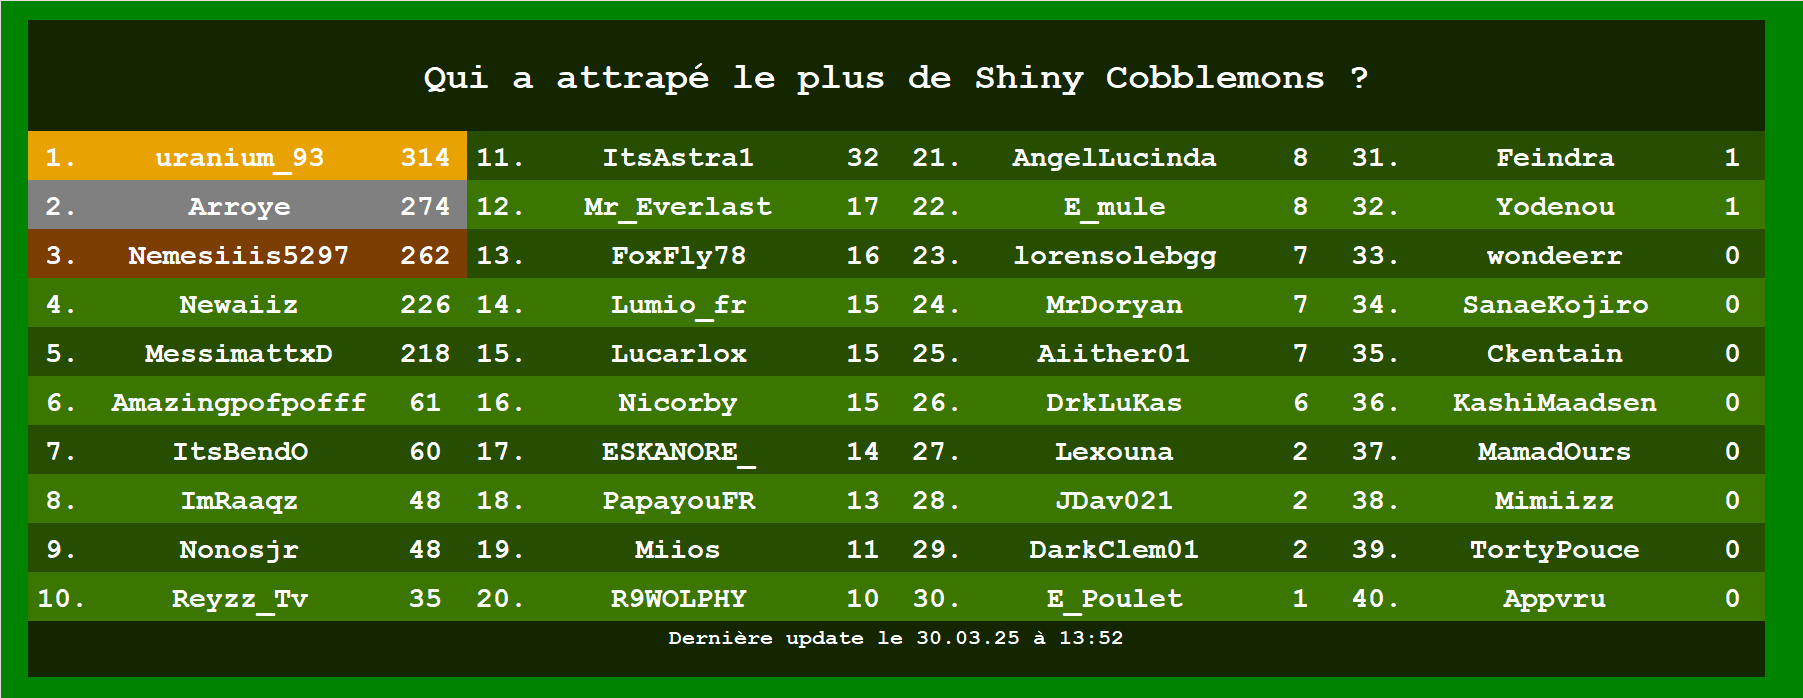 Qui a attrapé le plus de Shiny Cobblemons ?
1. uranium_93 314 11. ItsAstra1 32 21. AngelLucinda 8 31. Feindra 1
2. Arroye 274 12. Mr_Everlast 17 22. E_mule 8 32. Yodenou 1
3. Nemesiiis5297 262 13. FoxFly78 16 23. lorensolebgg 7 33. wondeerr 0
4. Newaiiz 226 14. Lumio_fr 15 24. MrDoryan 7 34. SanaeKojiro 0
5. MessimattxD 218 15. Lucarlox 15 25. Aiither01 7 35. Ckentain 0
6. Amazingpofpofff 61 16. Nicorby 15 26. DrkLuKas 6 36. KashiMaadsen 0
7. ItsBendO 60 17. ESKANORE_ 14 27. Lexouna 2 37. MamadOurs 0
8. ImRaaqz 48 18. PapayouFR 13 28. JDav021 2 38. Mimiizz 0
9. Nonosjr 48 19. Miios 11 29. DarkClem01 2 39. TortyPouce 0
10. Reyzz_Tv 35 20. R9WOLPHY 10 30. E_Poulet 1 40. Appvru 0
Dernière update le 30.03.25 à 13:52